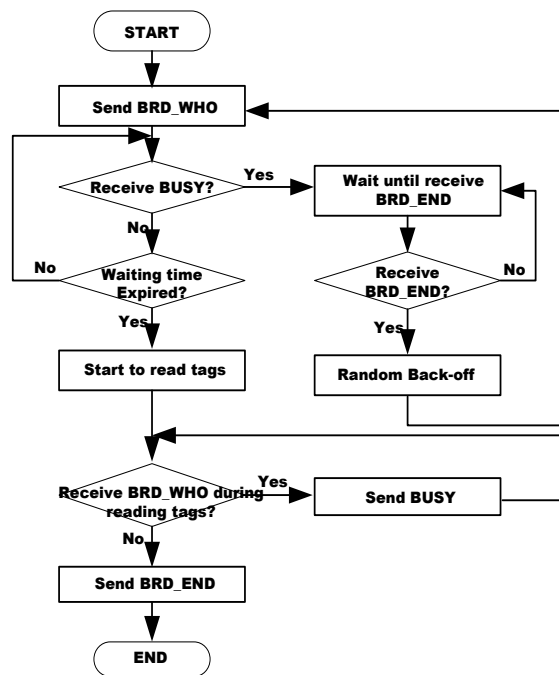 START
Send BRD_WHO
Receive BUSY?
Yes
Wait until receive
BRD_END
No
No
Waiting time
Expired?
Receive
BRD_END?
No
Yes
Yes
Start to read tags
Random Back-off
Receive BRD_WHO during
reading tags?
Yes
Send BUSY
No
Send BRD_END
END